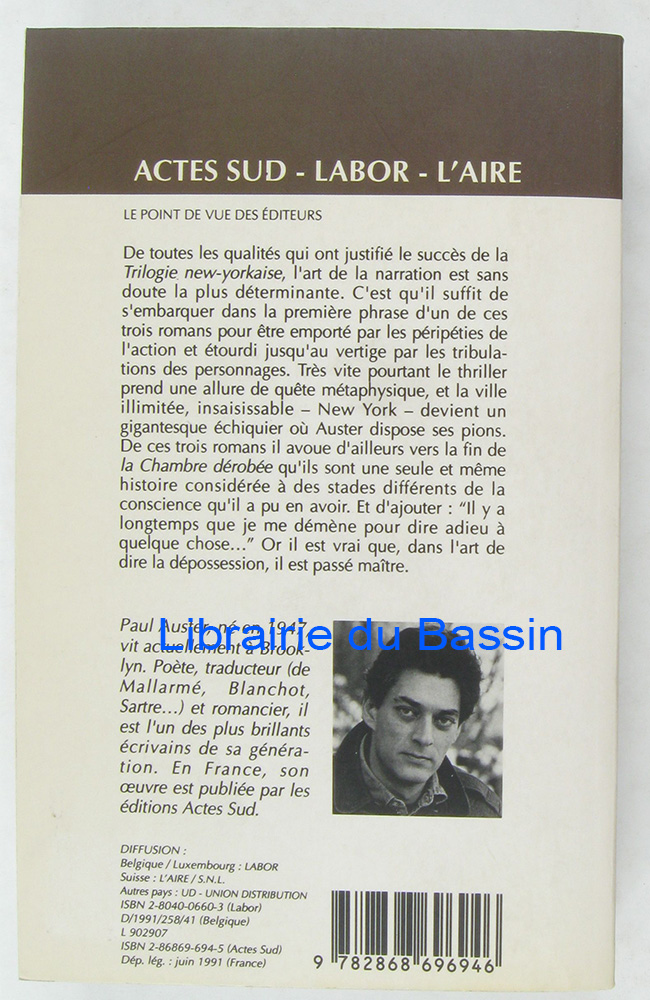 ACTES SUD - LABOR - L'AIRE
LE POINT DE VUE DES ÉDITEURS
De toutes les qualités qui ont justifié le succès de la
Trilogie new-yorkaise, l'art de la narration est sans
doute la plus déterminante. C'est qu'il suffit de
s'embarquer dans la première phrase d'un de ces
trois romans pour être emporté par les péripéties de
l'action et étourdi jusqu'au vertige par les tribula-
tions des personnages. Très vite pourtant le thriller
prend une allure de quête métaphysique, et la ville
illimitée, insaisissable – New York – devient un
gigantesque échiquier où Auster dispose ses pions.
De ces trois romans il avoue d'ailleurs vers la fin de
la Chambre dérobée qu'ils sont une seule et même
histoire considérée à des stades différents de la
conscience qu'il a pu en avoir. Et d'ajouter : “Il y a
longtemps que je me démène pour dire adieu à
quelque chose…” Or il est vrai que, dans l'art de
dire la dépossession, il est passé maître.
Paul Auster, né en 1947,
Librairie du Bassin
vit actuellement à Brook-
lyn. Poète, traducteur (de
Mallarmé, Blanchot,
Sartre…) et romancier, il
est l'un des plus brillants
écrivains de sa généra-
tion. En France, son
œuvre est publiée par les
éditions Actes Sud.
DIFFUSION :
Belgique / Luxembourg : LABOR
Suisse : L'AIRE / S.N.L.
Autres pays : UD - UNION DISTRIBUTION
ISBN 2-8040-0660-3 (Labor)
D/1991/258/41 (Belgique)
L 902907
ISBN 2-86869-694-5 (Actes Sud)
Dép. lég. : juin 1991 (France)
9 782868 696946